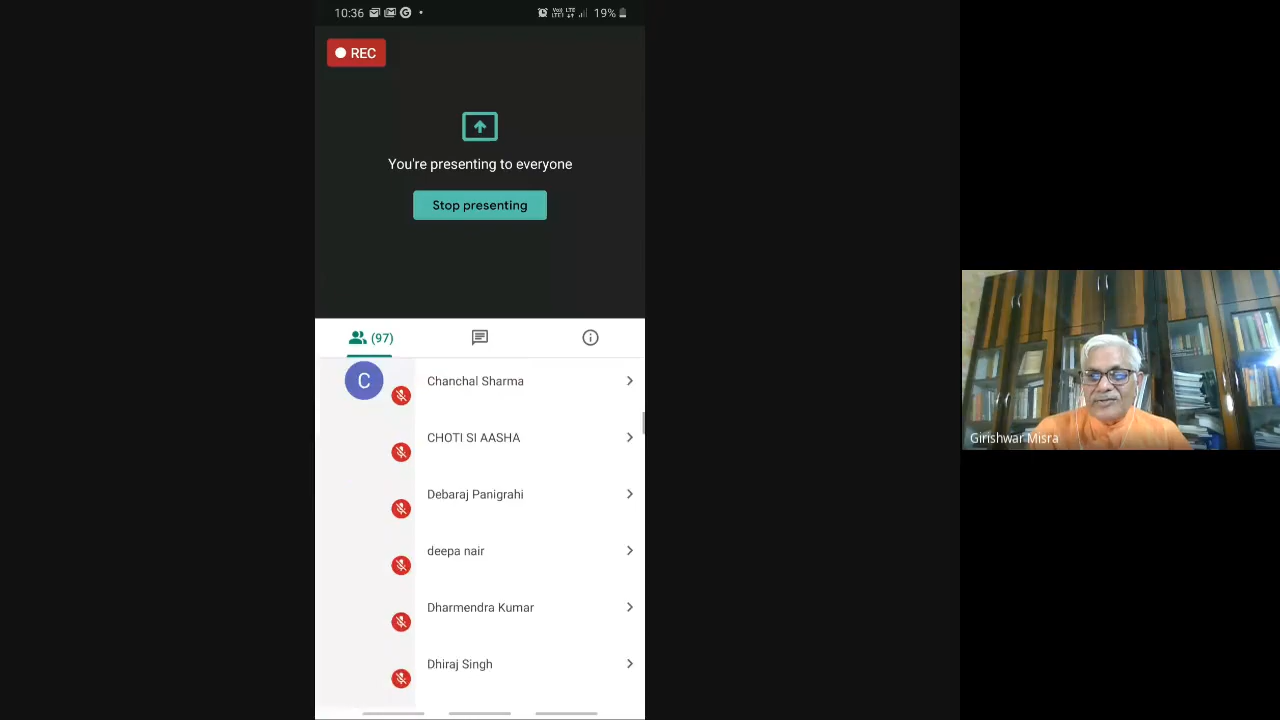 10:36
19%
REC
You're presenting to everyone
Stop presenting
(97)
C
Chanchal Sharma
CHOTI SI AASHA
Debaraj Panigrahi
deepa nair
Dharmendra Kumar
Dhiraj Singh
Girishwar Misra